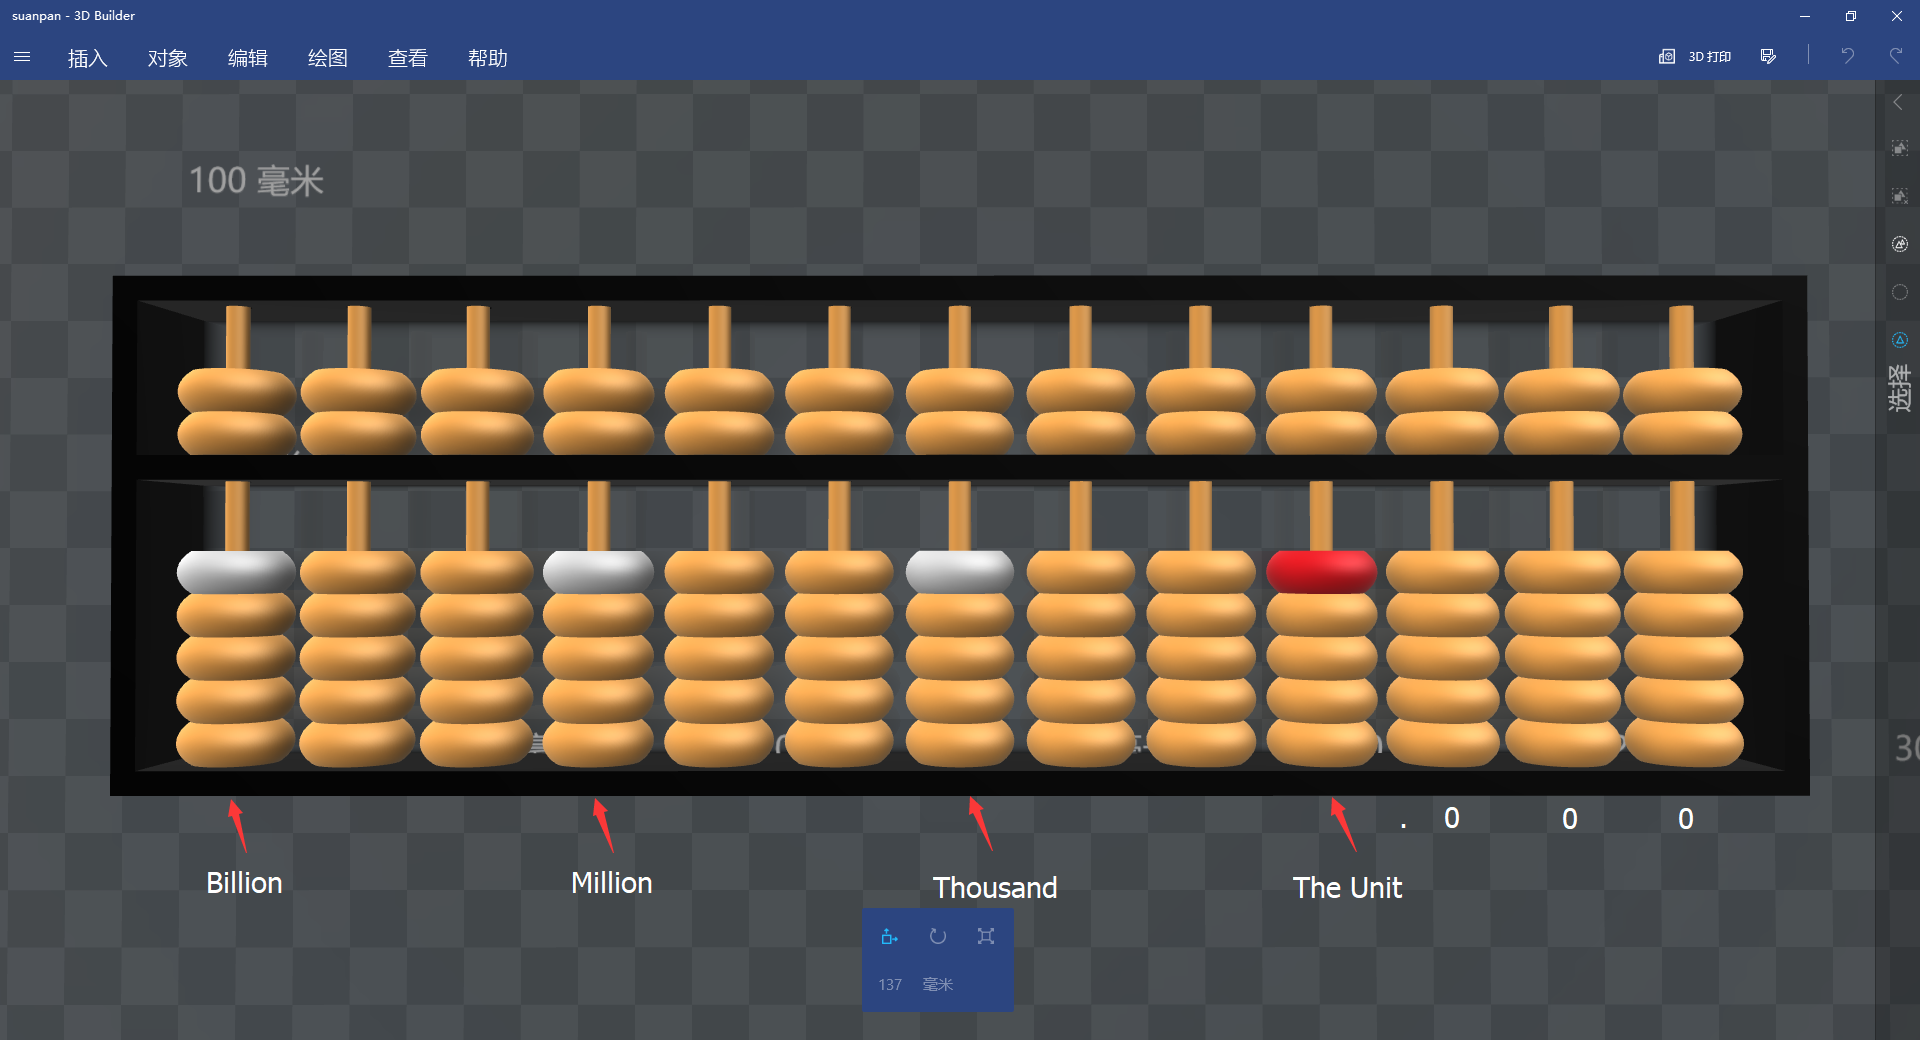 suanpan - 3D Builder
插入 对象 编辑 绘图 查看 帮助 3D 打印
100 毫米
选择
. 0 0 0
Billion Million Thousand The Unit
137 毫米